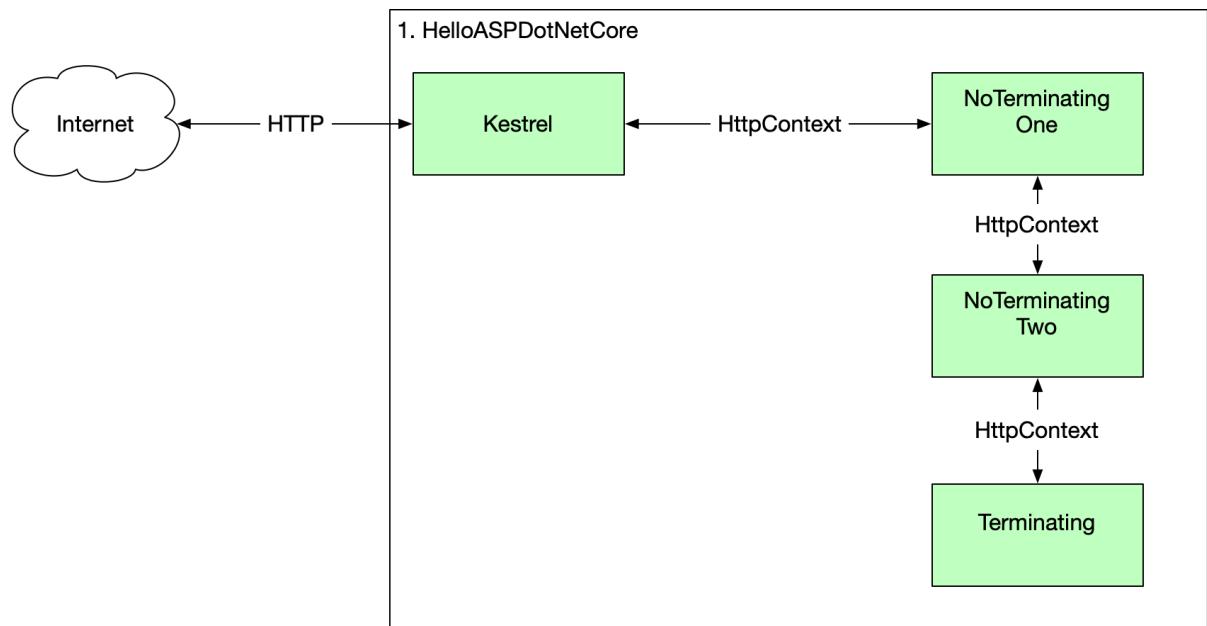 1. HelloASPDotNetCore
Internet
HTTP
Kestrel
HttpContext
NoTerminating
One
HttpContext
NoTerminating
Two
HttpContext
Terminating